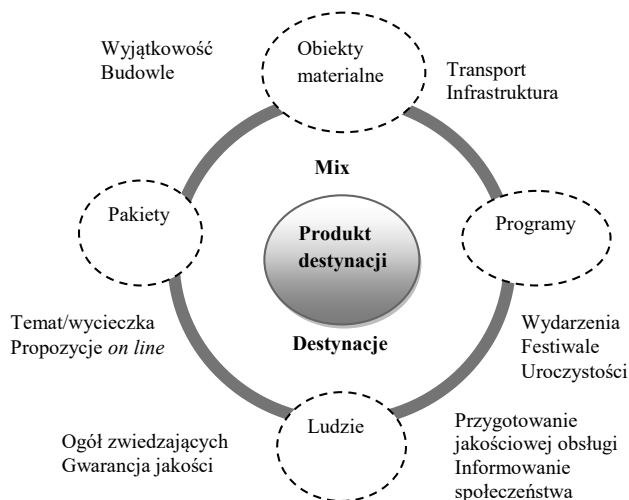 Wyjątkowość
Budowle
Obiekty
materialne
Transport
Infrastruktura
Mix
Pakiety
Produkt
destynacji
Programy
Temat/wycieczka
Propozycje on line
Destynacje
Wydarzenia
Festiwale
Uroczystości
Ogół zwiedzających
Gwarancja jakości
Ludzie
Przygotowanie
jakościowej obsługi
Informowanie
społeczeństwa